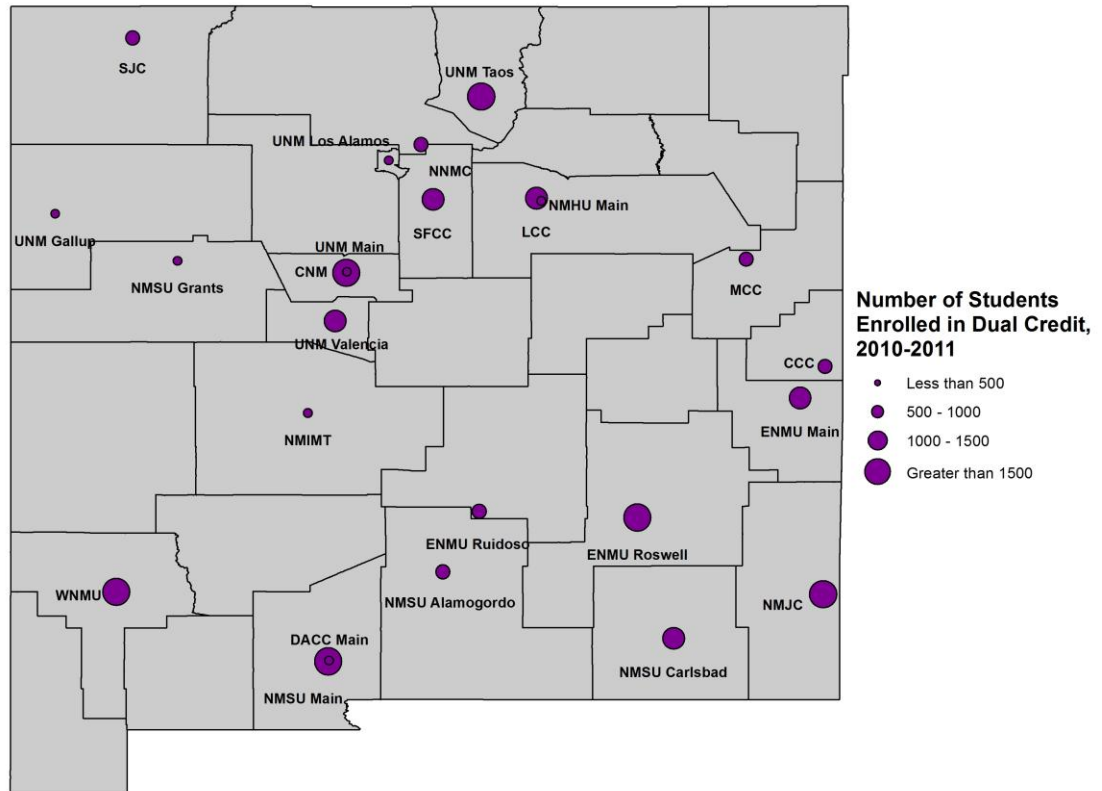 SJC
UNM Taos
UNM Los Alamos
NNMC
NMHU Main
UNM Gallup
SFCC
LCC
UNM Main
CNM
NMSU Grants
MCC
UNM Valencia
CCC
NMIMT
ENMU Main
ENMU Ruidoso
ENMU Roswell
WNMU
NMSU Alamogordo
NMJC
DACC Main
NMSU Carlsbad
NMSU Main
Number of Students
Enrolled in Dual Credit,
2010-2011
Less than 500
500 - 1000
1000 - 1500
Greater than 1500